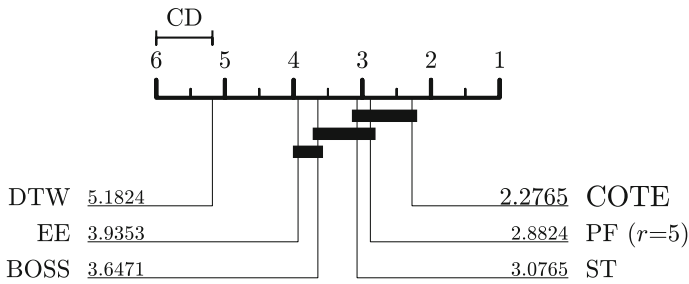 CD
6 5 4 3 2 1
DTW 5.1824 2.2765 COTE
EE 3.9353 2.8824 PF (r=5)
BOSS 3.6471 3.0765 ST